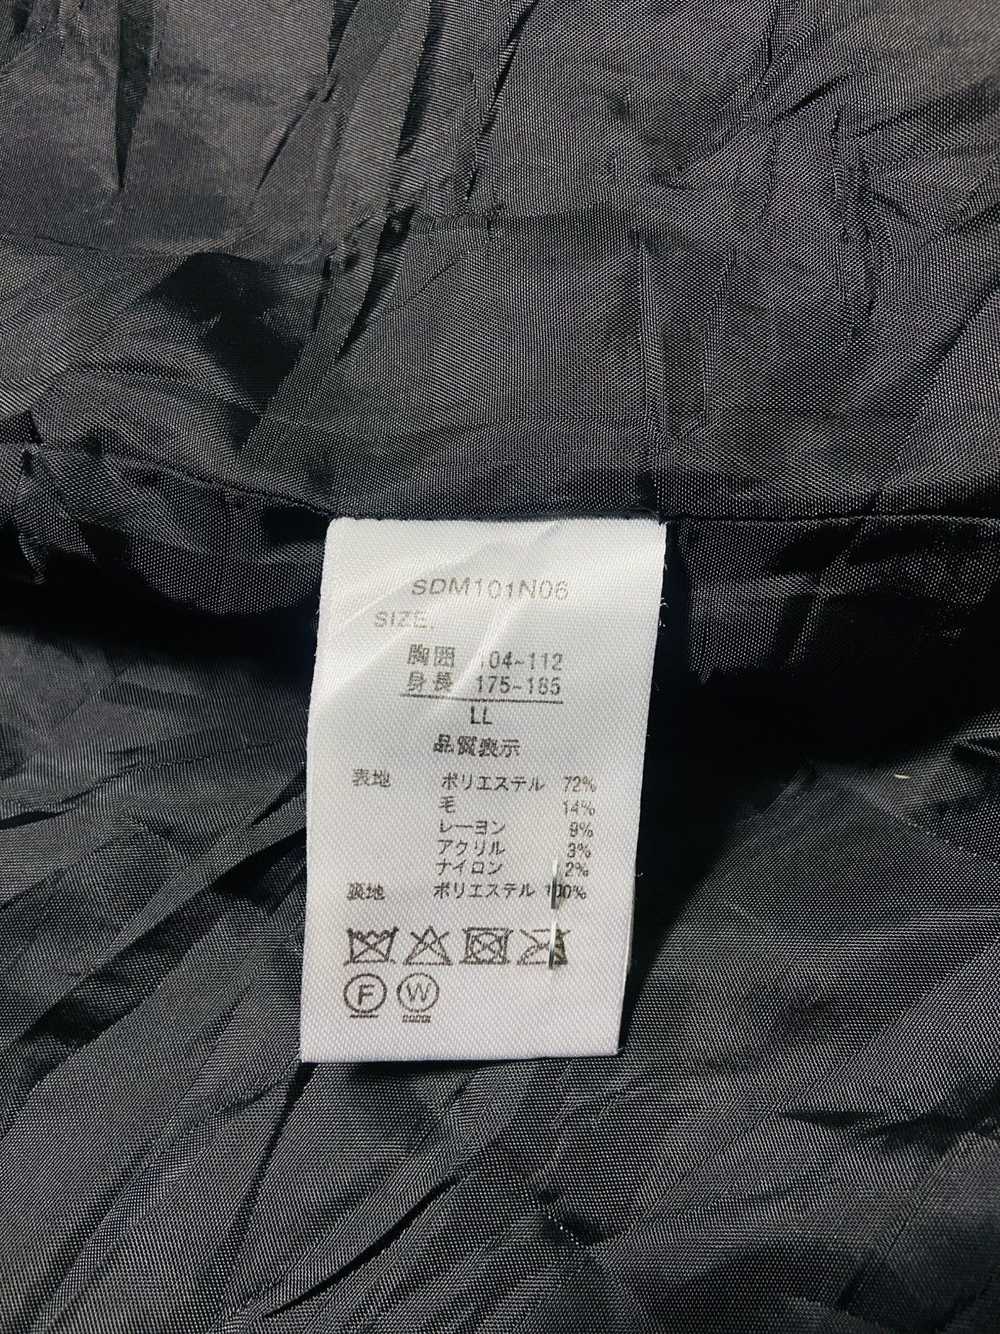 SDM101N06
SIZE.
胸囲 104~112
身長 175~185
LL
品質表示
表地 ポリエステル 72%
毛 14%
レーヨン 9%
アクリル 3%
ナイロン 2%
裏地 ポリエステル 100%
F W